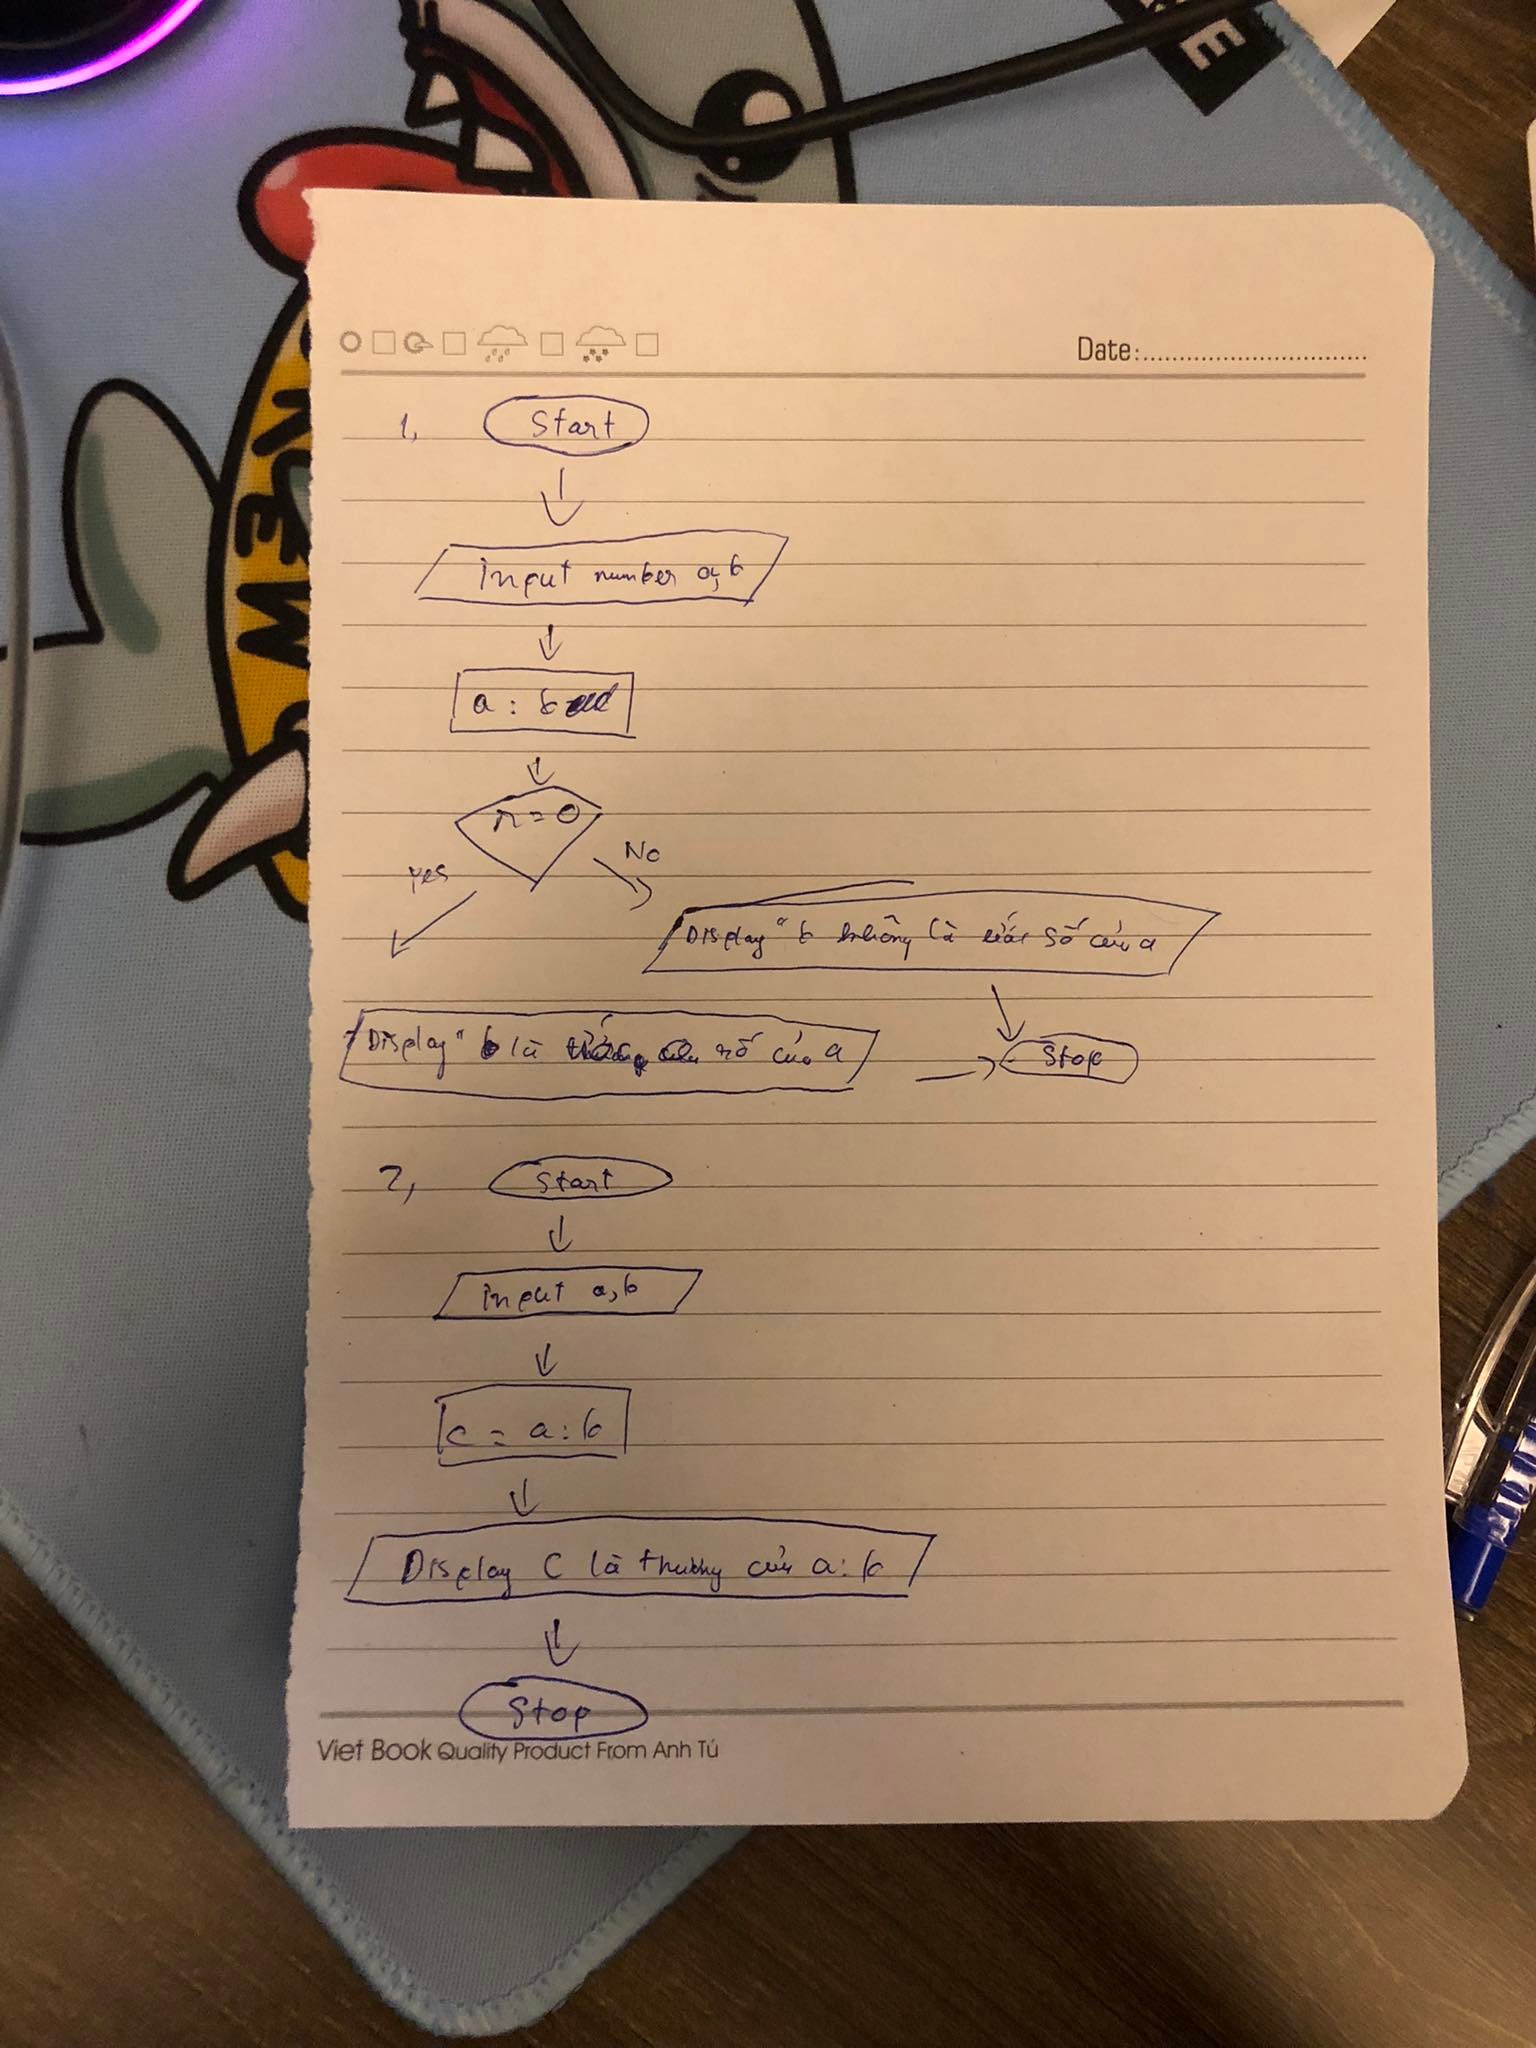 Date:
1, Start
Input number a, b
a : b
r = 0
Yes
No
Display " b không là ước số của a
Display " b là số của a
Stop
2, Start
input a, b
c = a : b
Display C là thương của a : b
Stop
Viet Book Quality Product From Anh Tú